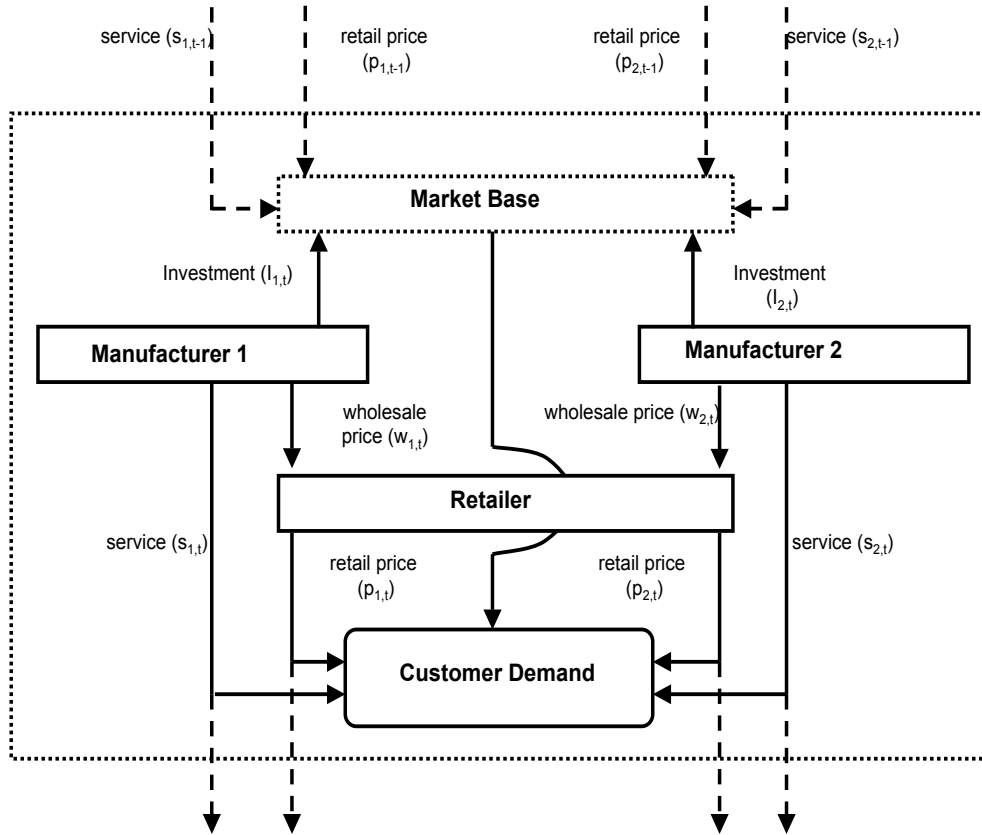 service (s1,t-1)
retail price
(p1,t-1)
retail price
(p2,t-1)
service (s2,t-1)
Market Base
Investment (I1,t)
Investment
(I2,t)
Manufacturer 1
Manufacturer 2
wholesale
price (w1,t)
wholesale price (w2,t)
Retailer
service (s1,t)
retail price
(p1,t)
retail price
(p2,t)
service (s2,t)
Customer Demand